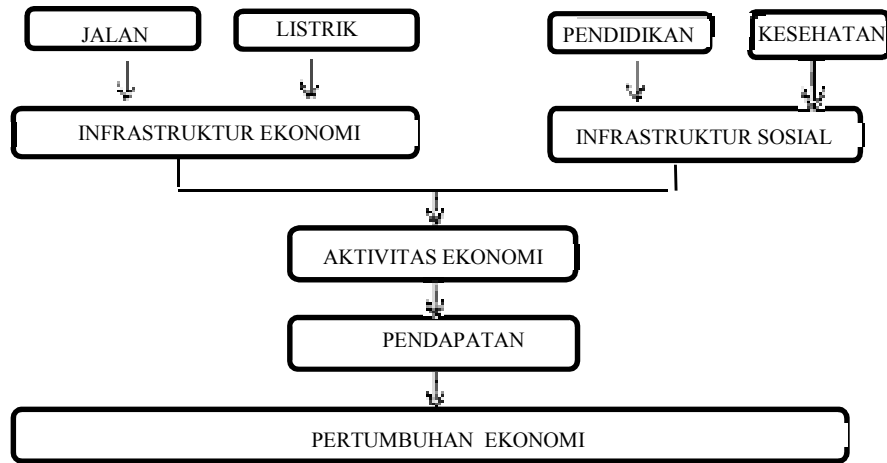 JALAN
LISTRIK
PENDIDIKAN
KESEHATAN
INFRASTRUKTUR EKONOMI
INFRASTRUKTUR SOSIAL
AKTIVITAS EKONOMI
PENDAPATAN
PERTUMBUHAN EKONOMI